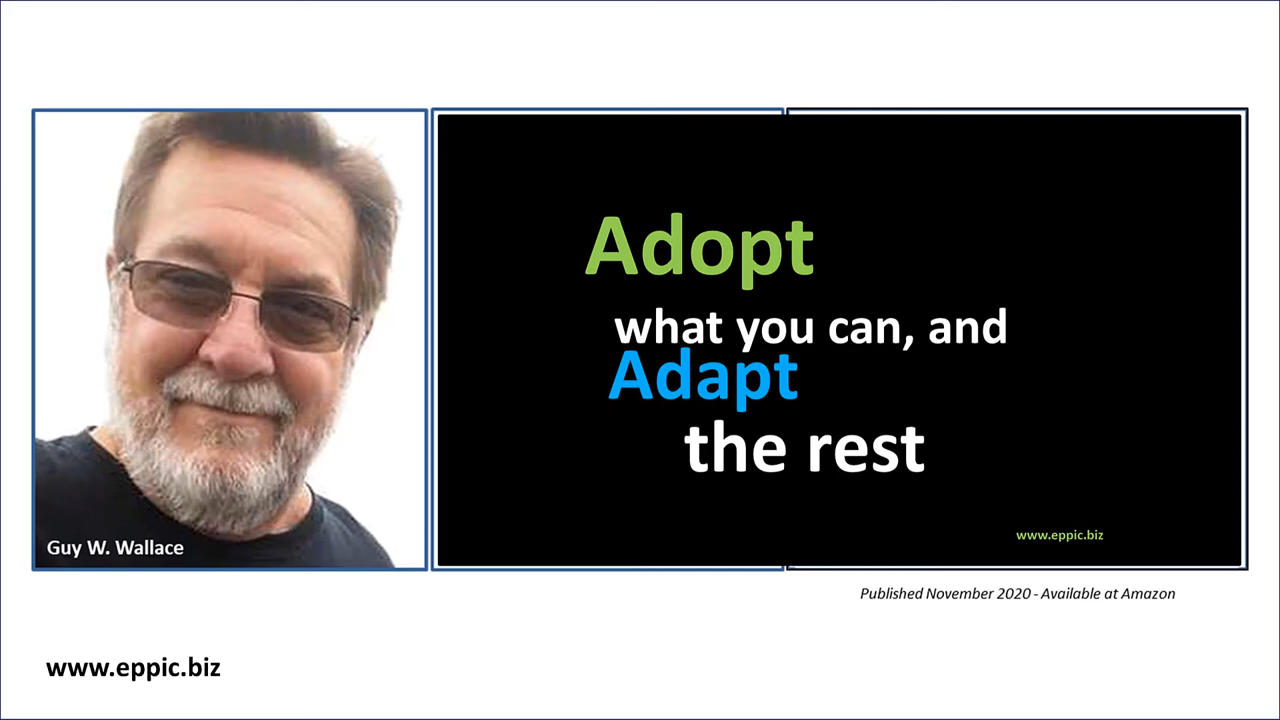 Adopt
what you can, and
Adapt
the rest
www.eppic.biz
Guy W. Wallace
Published November 2020 - Available at Amazon
www.eppic.biz